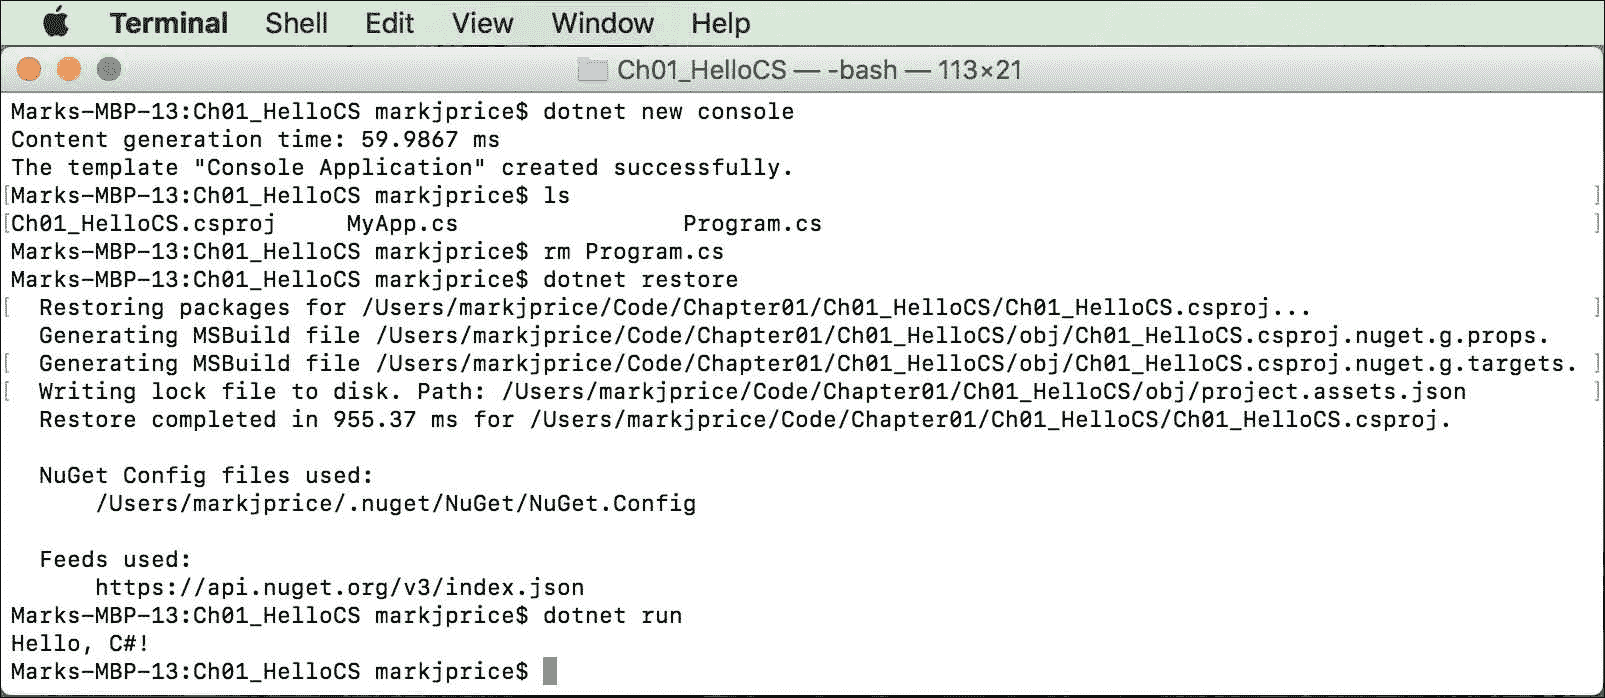 Terminal Shell Edit View Window Help
Ch01_HelloCS — -bash — 113×21
Marks-MBP-13:Ch01_HelloCS markjprice$ dotnet new console
Content generation time: 59.9867 ms
The template "Console Application" created successfully.
[Marks-MBP-13:Ch01_HelloCS markjprice$ ls ]
[Ch01_HelloCS.csproj     MyApp.cs                Program.cs ]
Marks-MBP-13:Ch01_HelloCS markjprice$ rm Program.cs
Marks-MBP-13:Ch01_HelloCS markjprice$ dotnet restore
[  Restoring packages for /Users/markjprice/Code/Chapter01/Ch01_HelloCS/Ch01_HelloCS.csproj... ]
  Generating MSBuild file /Users/markjprice/Code/Chapter01/Ch01_HelloCS/obj/Ch01_HelloCS.csproj.nuget.g.props.
[  Generating MSBuild file /Users/markjprice/Code/Chapter01/Ch01_HelloCS/obj/Ch01_HelloCS.csproj.nuget.g.targets. ]
[  Writing lock file to disk. Path: /Users/markjprice/Code/Chapter01/Ch01_HelloCS/obj/project.assets.json ]
  Restore completed in 955.37 ms for /Users/markjprice/Code/Chapter01/Ch01_HelloCS/Ch01_HelloCS.csproj.
  NuGet Config files used:
      /Users/markjprice/.nuget/NuGet/NuGet.Config
  Feeds used:
      https://api.nuget.org/v3/index.json
Marks-MBP-13:Ch01_HelloCS markjprice$ dotnet run
Hello, C#!
Marks-MBP-13:Ch01_HelloCS markjprice$